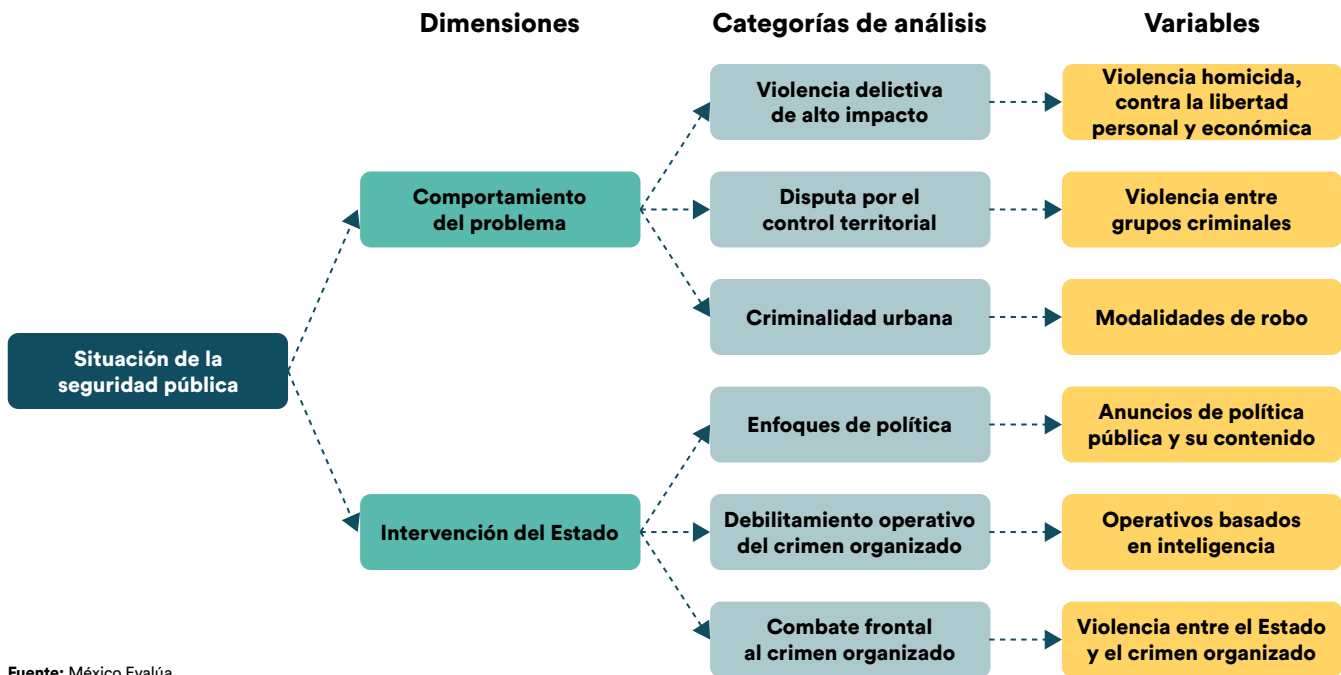 Dimensiones
Categorías de análisis
Variables
Situación de la
seguridad pública
Comportamiento
del problema
Violencia delictiva
de alto impacto
Violencia homicida,
contra la libertad
personal y económica
Disputa por el
control territorial
Violencia entre
grupos criminales
Criminalidad urbana
Modalidades de robo
Intervención del Estado
Enfoques de política
Anuncios de política
pública y su contenido
Debilitamiento operativo
del crimen organizado
Operativos basados
en inteligencia
Combate frontal
al crimen organizado
Violencia entre el Estado
y el crimen organizado
Fuente: México Evalúa